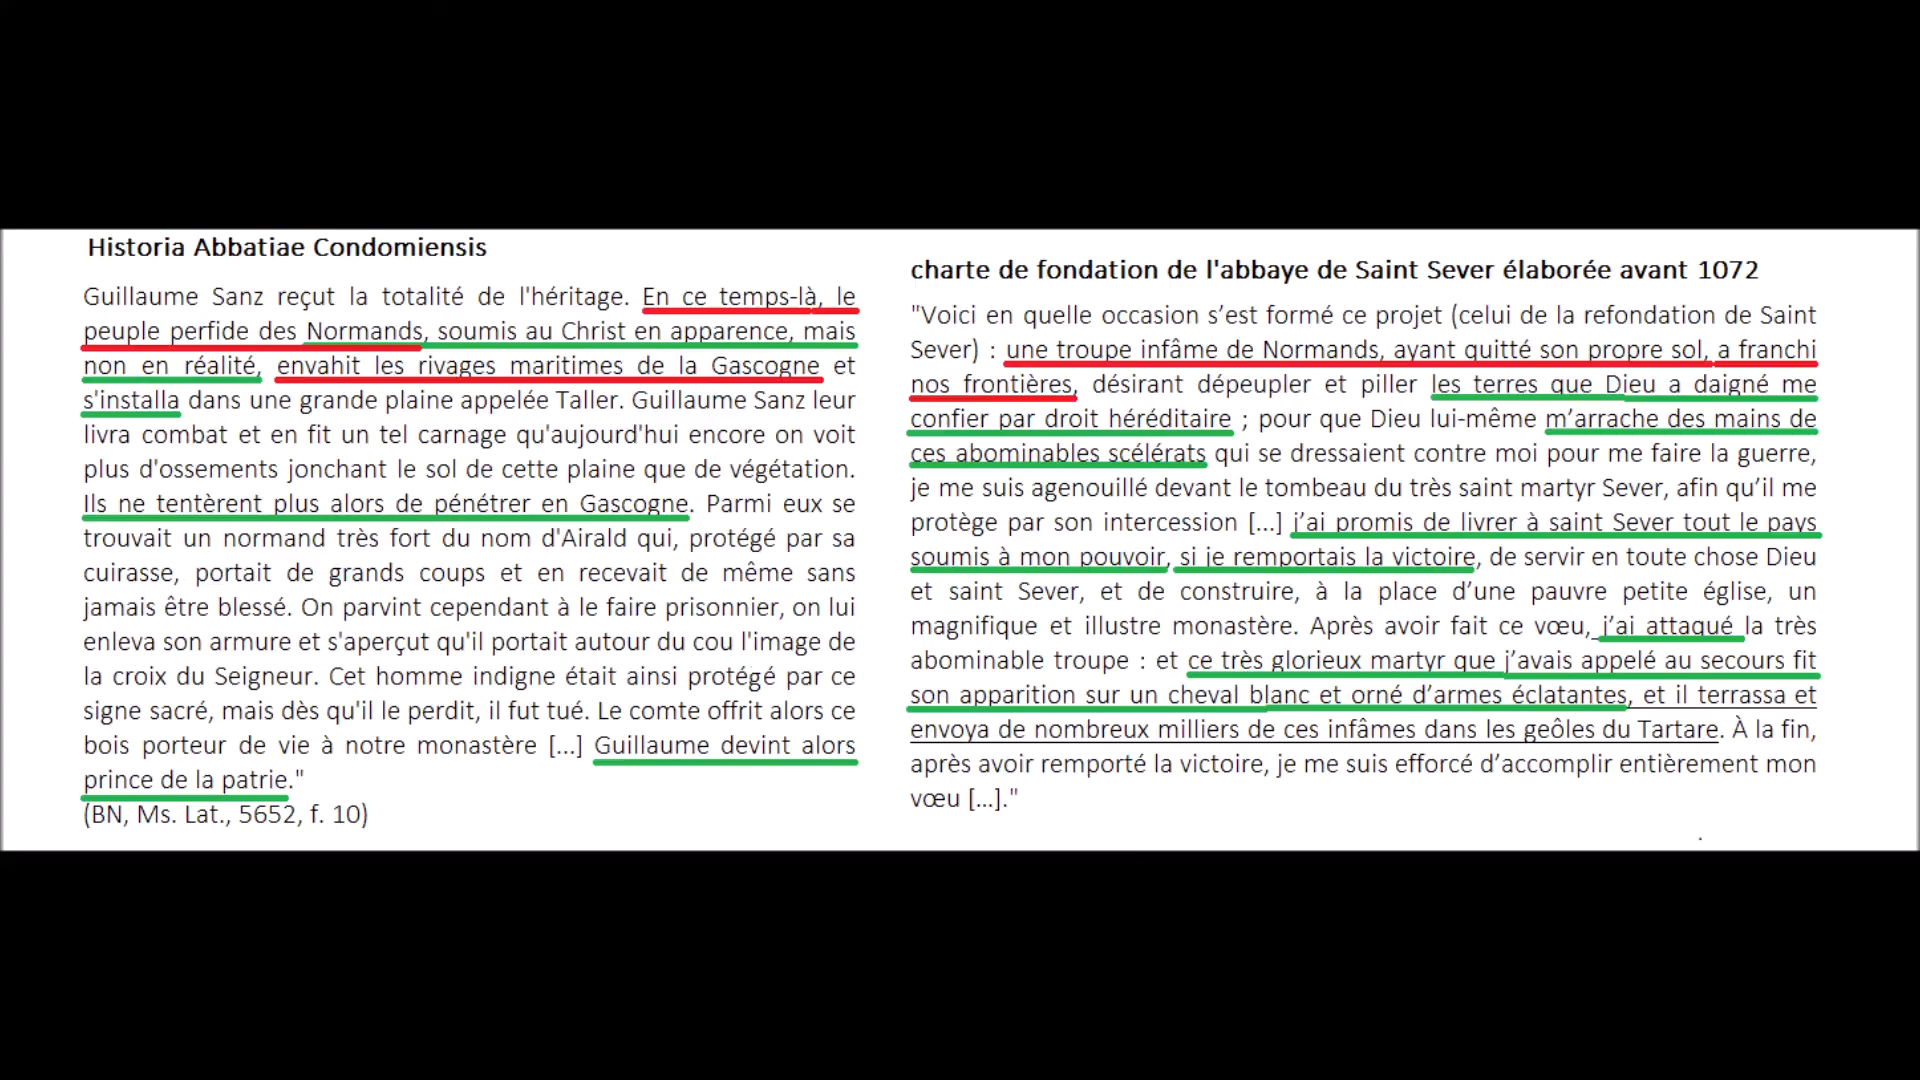 Historia Abbatiae Condomiensis
Guillaume Sanz reçut la totalité de l'héritage. En ce temps-là, le
peuple perfide des Normands, soumis au Christ en apparence, mais
non en réalité, envahit les rivages maritimes de la Gascogne et
s'installa dans une grande plaine appelée Taller. Guillaume Sanz leur
livra combat et en fit un tel carnage qu'aujourd'hui encore on voit
plus d'ossements jonchant le sol de cette plaine que de végétation.
Ils ne tentèrent plus alors de pénétrer en Gascogne. Parmi eux se
trouvait un normand très fort du nom d'Airald qui, protégé par sa
cuirasse, portait de grands coups et en recevait de même sans
jamais être blessé. On parvint cependant à le faire prisonnier, on lui
enleva son armure et s'aperçut qu'il portait autour du cou l'image de
la croix du Seigneur. Cet homme indigne était ainsi protégé par ce
signe sacré, mais dès qu'il le perdit, il fut tué. Le comte offrit alors ce
bois porteur de vie à notre monastère [...] Guillaume devint alors
prince de la patrie."
(BN, Ms. Lat., 5652, f. 10)
charte de fondation de l'abbaye de Saint Sever élaborée avant 1072
"Voici en quelle occasion s’est formé ce projet (celui de la refondation de Saint
Sever) : une troupe infâme de Normands, ayant quitté son propre sol, a franchi
nos frontières, désirant dépeupler et piller les terres que Dieu a daigné me
confier par droit héréditaire ; pour que Dieu lui-même m’arrache des mains de
ces abominables scélérats qui se dressaient contre moi pour me faire la guerre,
je me suis agenouillé devant le tombeau du très saint martyr Sever, afin qu’il me
protège par son intercession [...] j’ai promis de livrer à saint Sever tout le pays
soumis à mon pouvoir, si je remportais la victoire, de servir en toute chose Dieu
et saint Sever, et de construire, à la place d’une pauvre petite église, un
magnifique et illustre monastère. Après avoir fait ce vœu, j’ai attaqué la très
abominable troupe : et ce très glorieux martyr que j’avais appelé au secours fit
son apparition sur un cheval blanc et orné d’armes éclatantes, et il terrassa et
envoya de nombreux milliers de ces infâmes dans les geôles du Tartare. À la fin,
après avoir remporté la victoire, je me suis efforcé d’accomplir entièrement mon
vœu [...]."